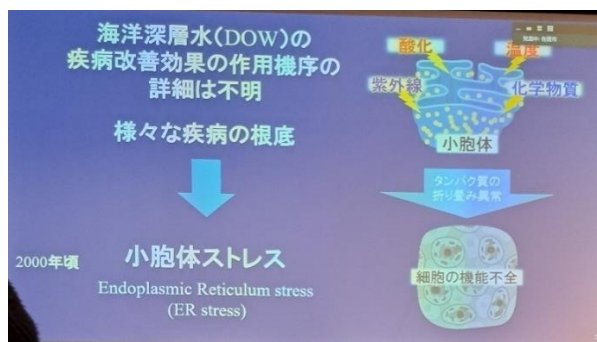 海洋深層水(DOW)の
疾病改善効果の作用機序の
詳細は不明
様々な疾病の根底
2000年頃
小胞体ストレス
Endoplasmic Reticulum stress
(ER stress)
酸化
温度
紫外線
化学物質
小胞体
タンパク質の
折り畳み異常
細胞の機能不全